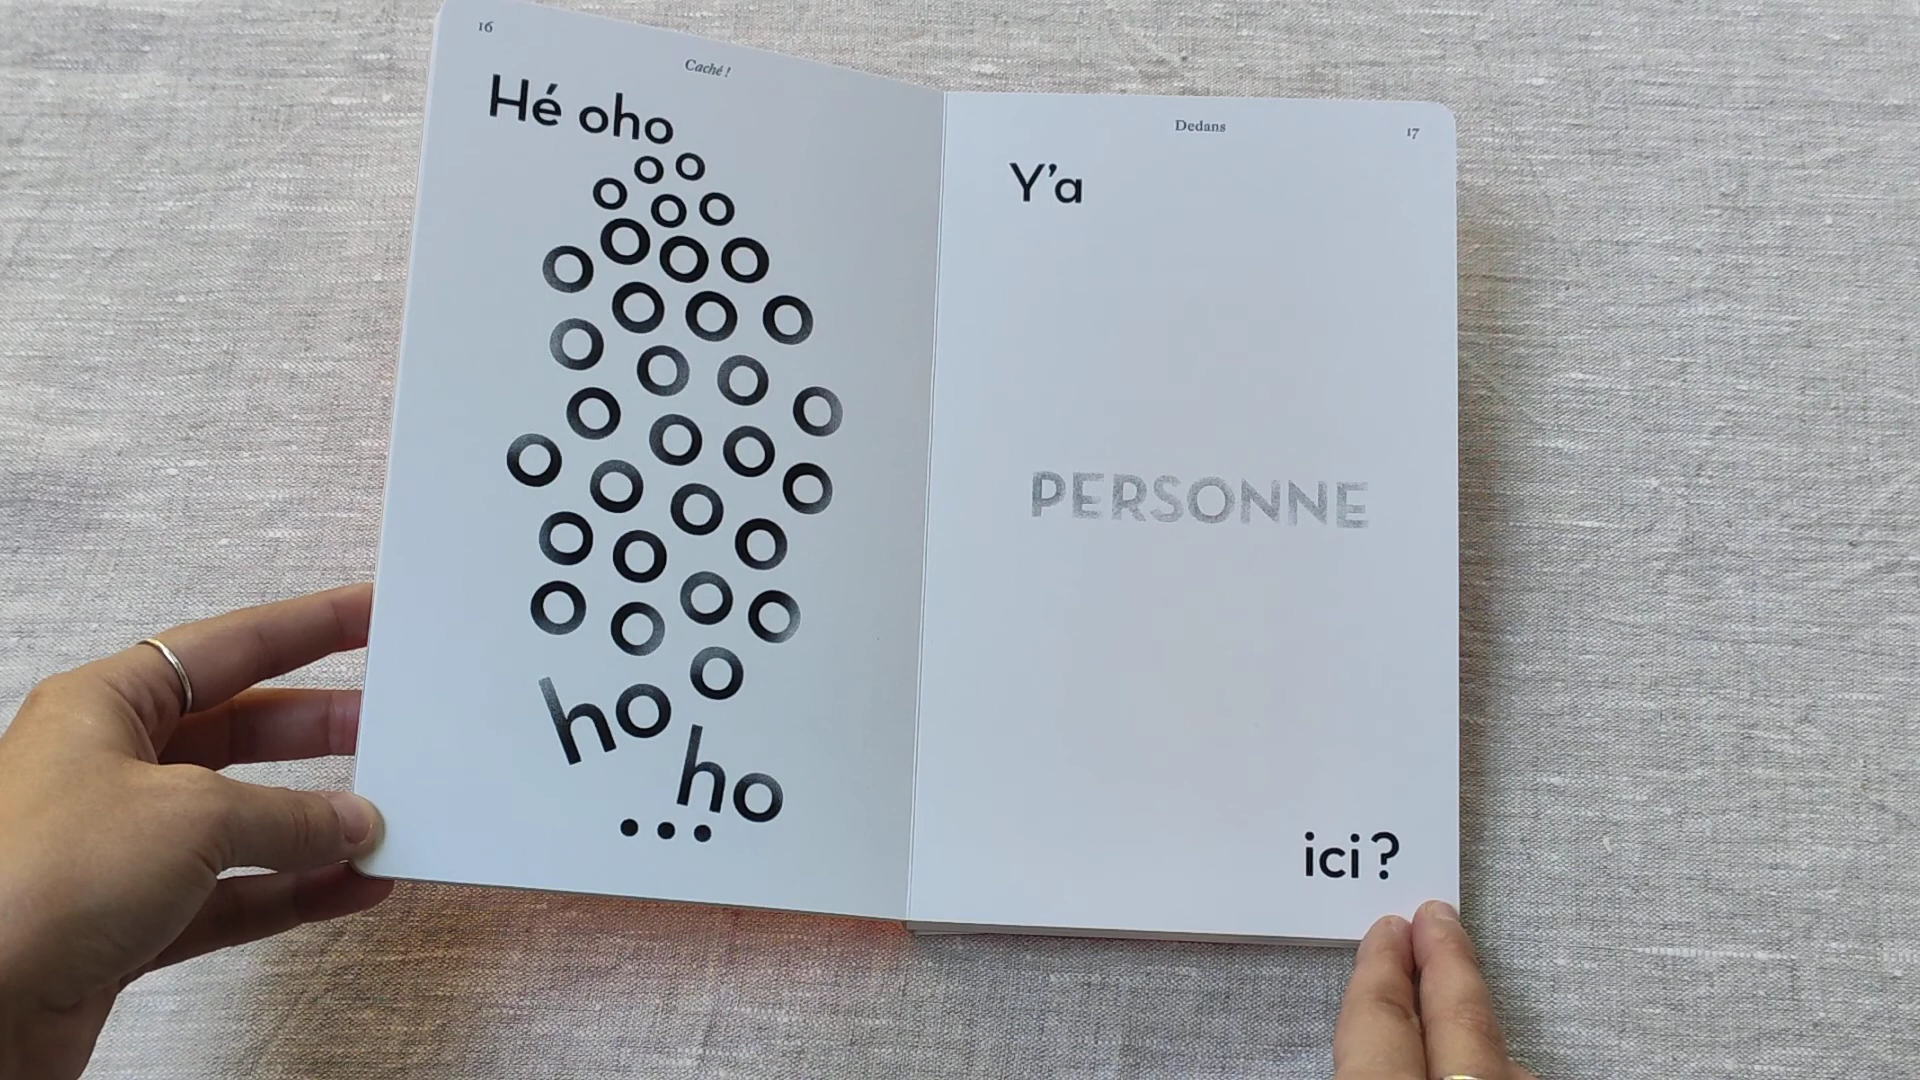 16
Caché !
Hé oho
o o
o o o
o o o o
o o o
o o o o
o o o o
o o o o
o o o o
o o o
ho
ho
...
Dedans
17
Y’a
PERSONNE
ici ?